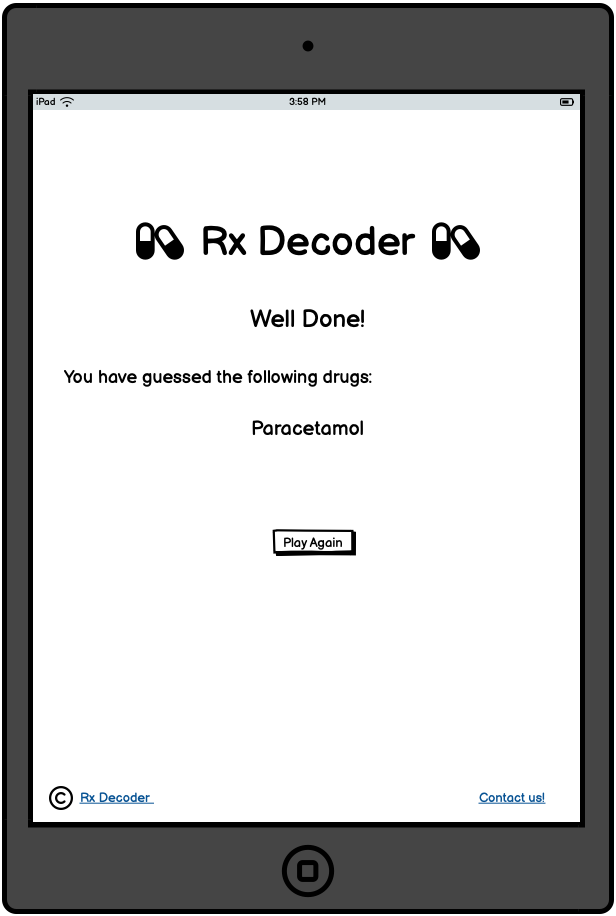 iPad 3:58 PM
Rx Decoder
Well Done!
You have guessed the following drugs:
Paracetamol
Play Again
© Rx Decoder Contact us!